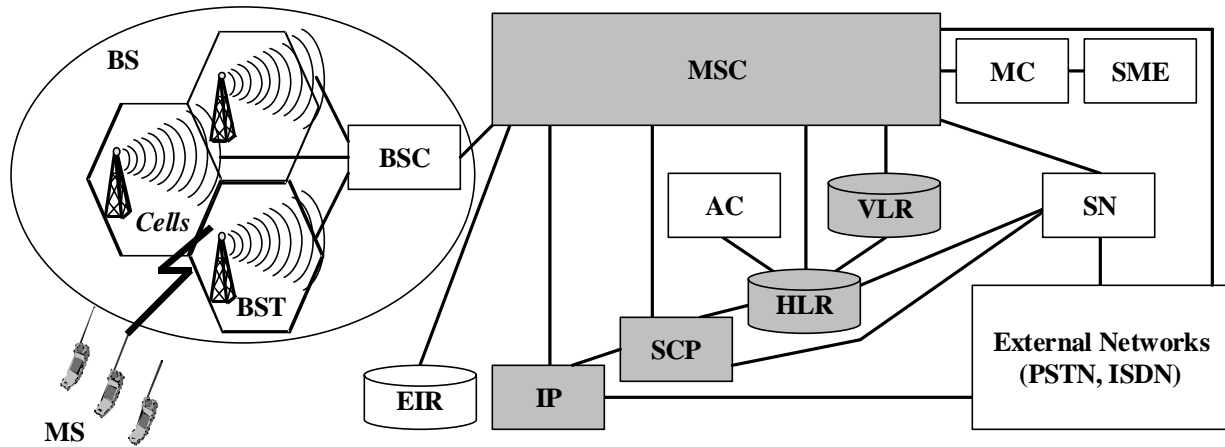 BS
MSC
MC
SME
BSC
AC
VLR
SN
Cells
BST
HLR
SCP
External Networks
(PSTN, ISDN)
EIR
IP
MS